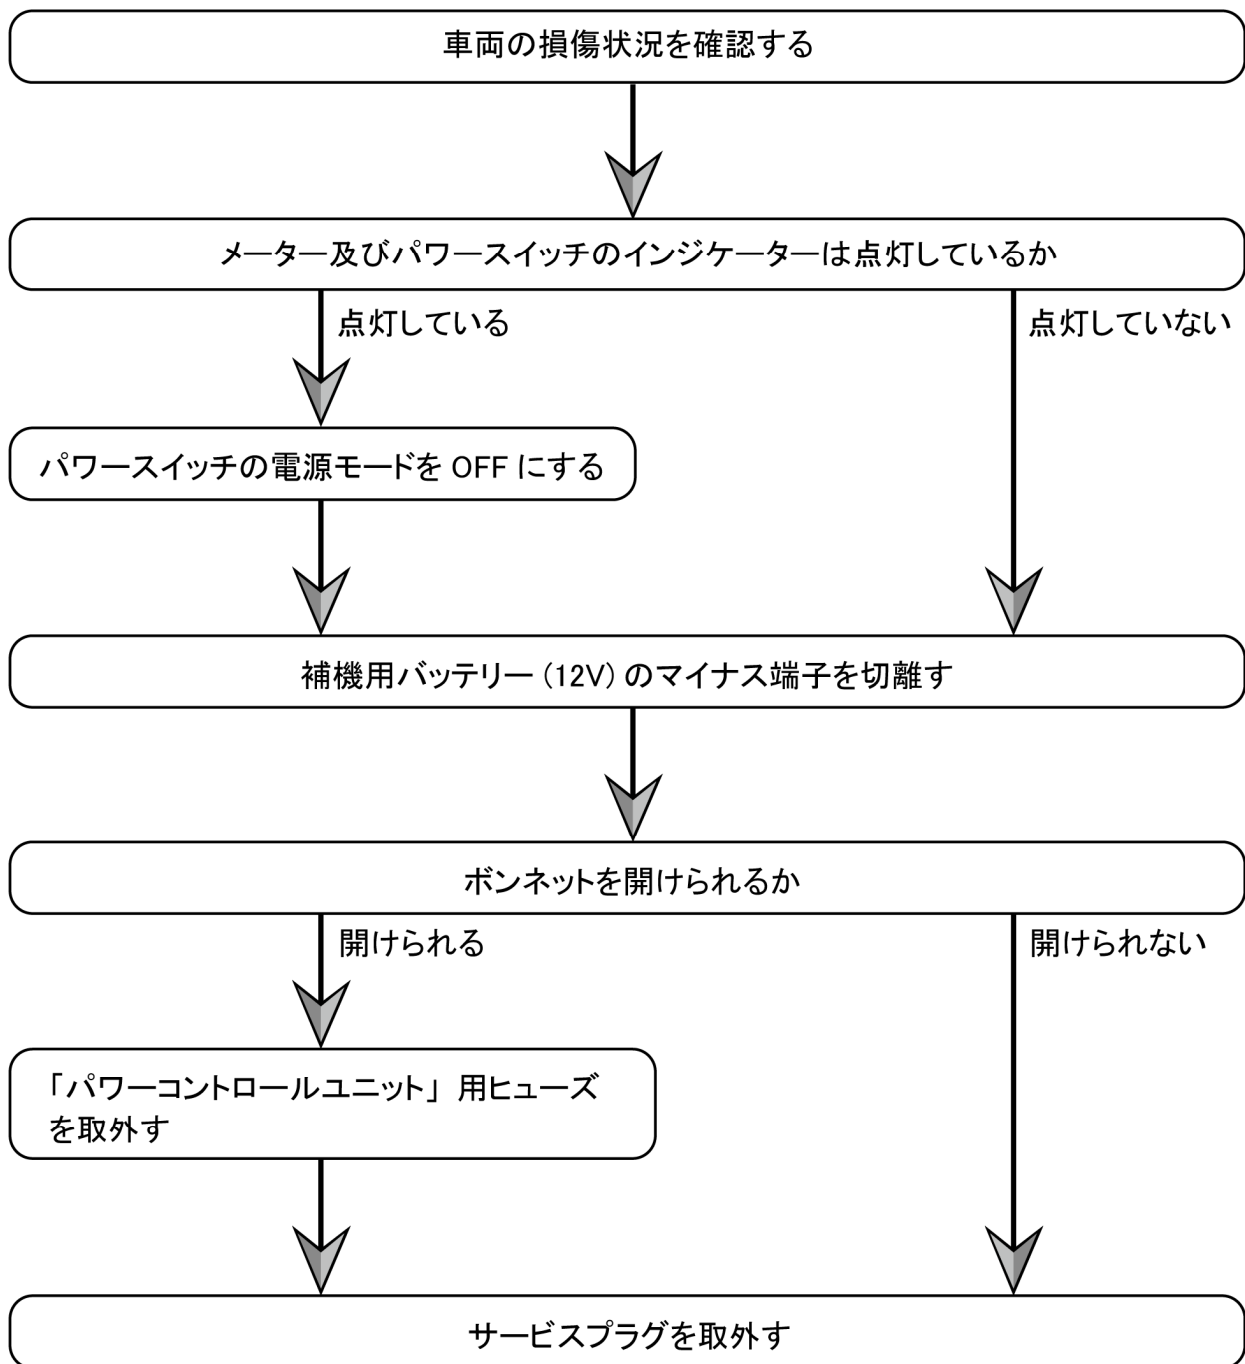 車両の損傷状況を確認する
メーター及びパワースイッチのインジケーターは点灯しているか
点灯している
点灯していない
パワースイッチの電源モードを OFF にする
補機用バッテリー (12V) のマイナス端子を切離す
ボンネットを開けられるか
開けられる
開けられない
「パワーコントロールユニット」 用ヒューズ
を取外す
サービスプラグを取外す